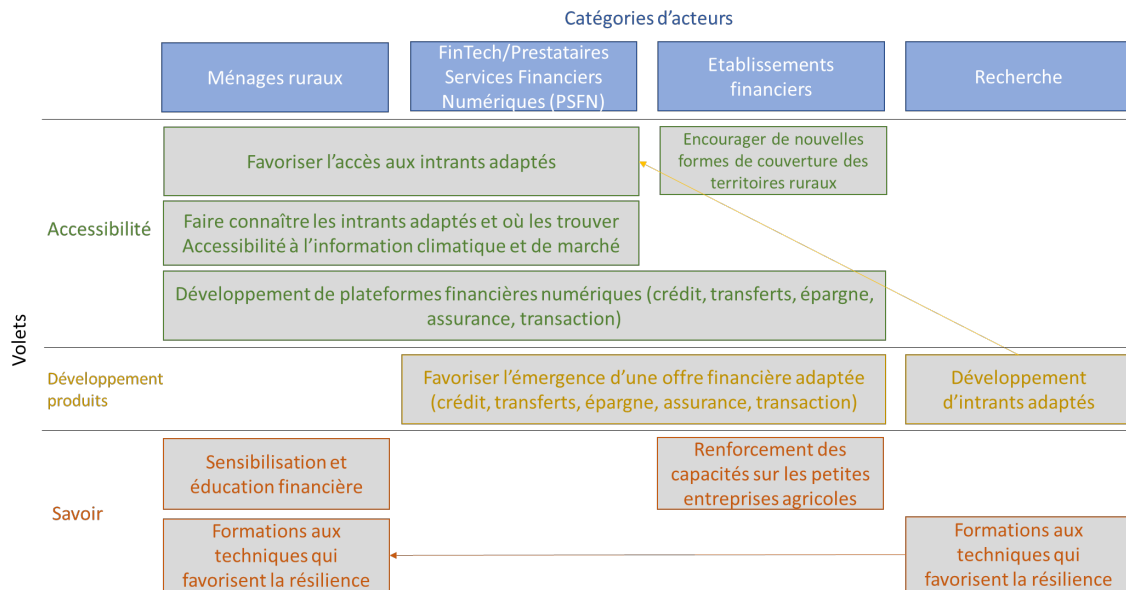 Catégories d'acteurs
Ménages ruraux
FinTech/Prestataires
Services Financiers
Numériques (PSFN)
Etablissements
financiers
Recherche
Volets
Accessibilité
Favoriser l'accès aux intrants adaptés
Encourager de nouvelles
formes de couverture des
territoires ruraux
Faire connaître les intrants adaptés et où les trouver
Accessibilité à l'information climatique et de marché
Développement de plateformes financières numériques (crédit, transferts, épargne,
assurance, transaction)
Développement
produits
Favoriser l'émergence d'une offre financière adaptée
(crédit, transferts, épargne, assurance, transaction)
Développement
d'intrants adaptés
Savoir
Sensibilisation et
éducation financière
Renforcement des
capacités sur les petites
entreprises agricoles
Formations aux
techniques qui
favorisent la résilience
Formations aux
techniques qui
favorisent la résilience